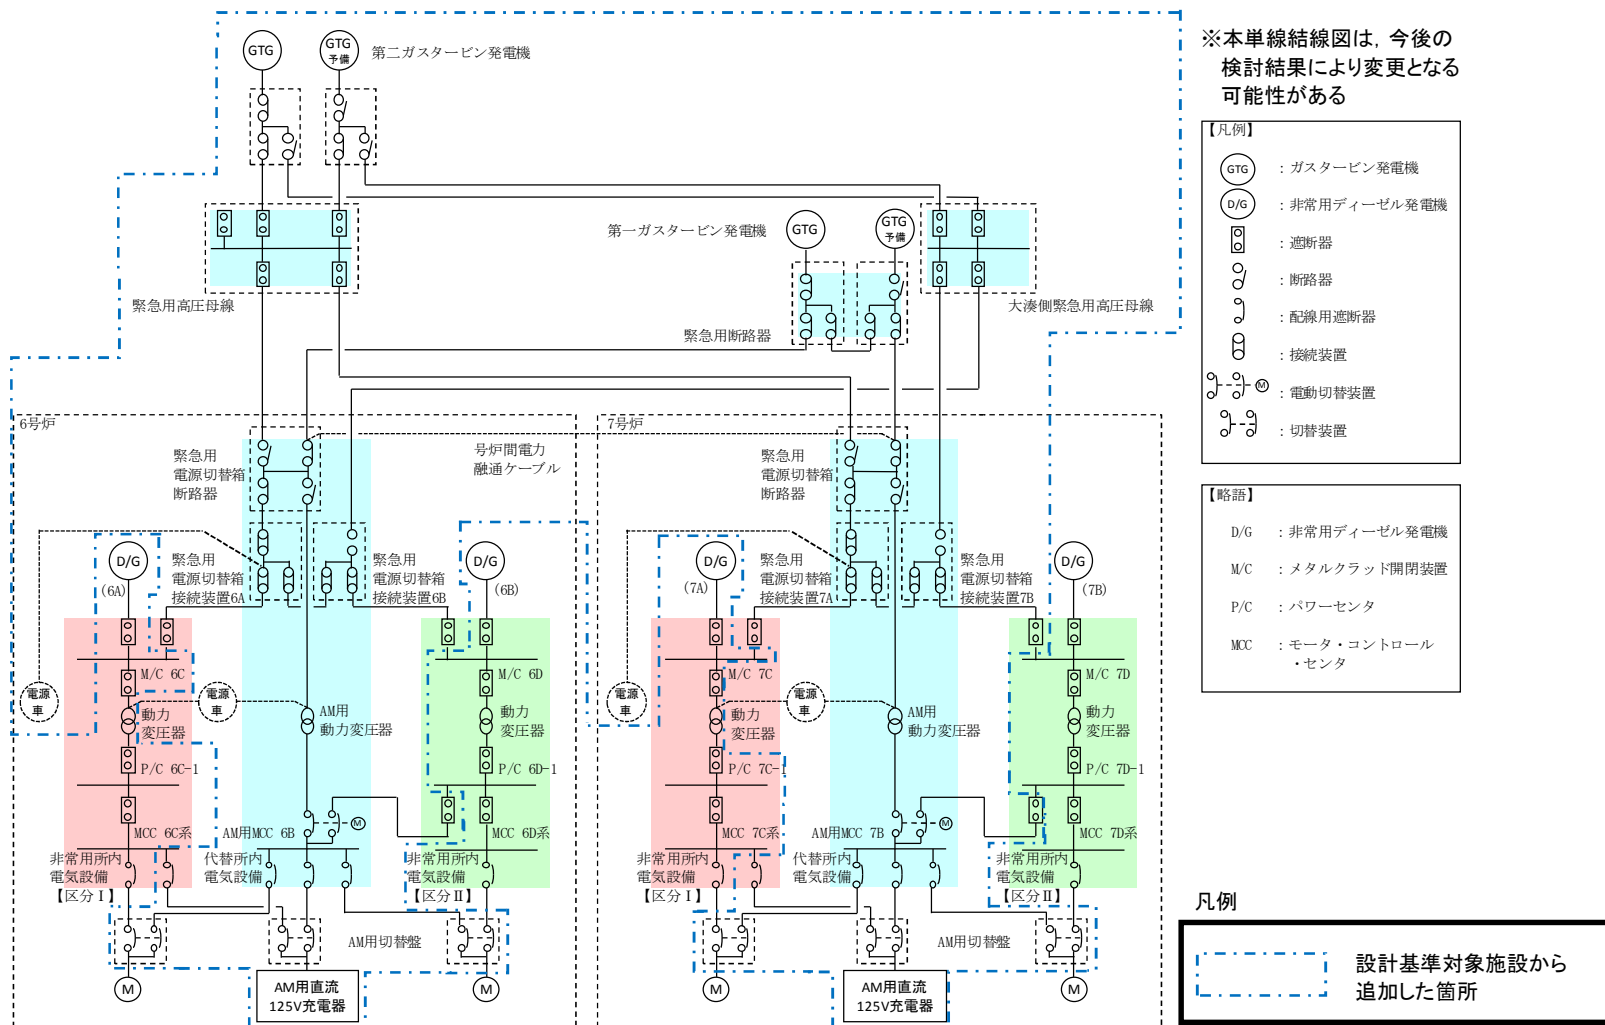 GTG
GTG
予備
第二ガスタービン発電機
※本単線結線図は，今後の
検討結果により変更となる
可能性がある
【凡例】
GTG
：ガスタービン発電機
D/G
：非常用ディーゼル発電機
：遮断器
：断路器
：配線用遮断器
：接続装置
M
：電動切替装置
：切替装置
【略語】
D/G ：非常用ディーゼル発電機
M/C ：メタルクラッド開閉装置
P/C ：パワーセンタ
MCC ：モータ・コントロール
・センタ
第一ガスタービン発電機
GTG
GTG
予備
緊急用高圧母線
緊急用断路器
大湊側緊急用高圧母線
6号炉
緊急用
電源切替箱
断路器
号炉間電力
融通ケーブル
D/G
(6A)
緊急用
電源切替箱
接続装置6A
緊急用
電源切替箱
接続装置6B
D/G
(6B)
M/C 6C
M/C 6D
電源
車
電源
車
動力
変圧器
AM用
動力変圧器
動力
変圧器
P/C 6C-1
P/C 6D-1
M
MCC 6C系
AM用MCC 6B
MCC 6D系
非常用所内
電気設備
【区分Ⅰ】
代替所内
電気設備
非常用所内
電気設備
【区分Ⅱ】
AM用切替盤
M
AM用直流
125V充電器
M
7号炉
緊急用
電源切替箱
断路器
D/G
(7A)
緊急用
電源切替箱
接続装置7A
緊急用
電源切替箱
接続装置7B
D/G
(7B)
M/C 7C
M/C 7D
電源
車
電源
車
動力
変圧器
AM用
動力変圧器
動力
変圧器
P/C 7C-1
P/C 7D-1
M
MCC 7C系
AM用MCC 7B
MCC 7D系
非常用所内
電気設備
【区分Ⅰ】
代替所内
電気設備
非常用所内
電気設備
【区分Ⅱ】
AM用切替盤
M
AM用直流
125V充電器
M
凡例
設計基準対象施設から
追加した箇所